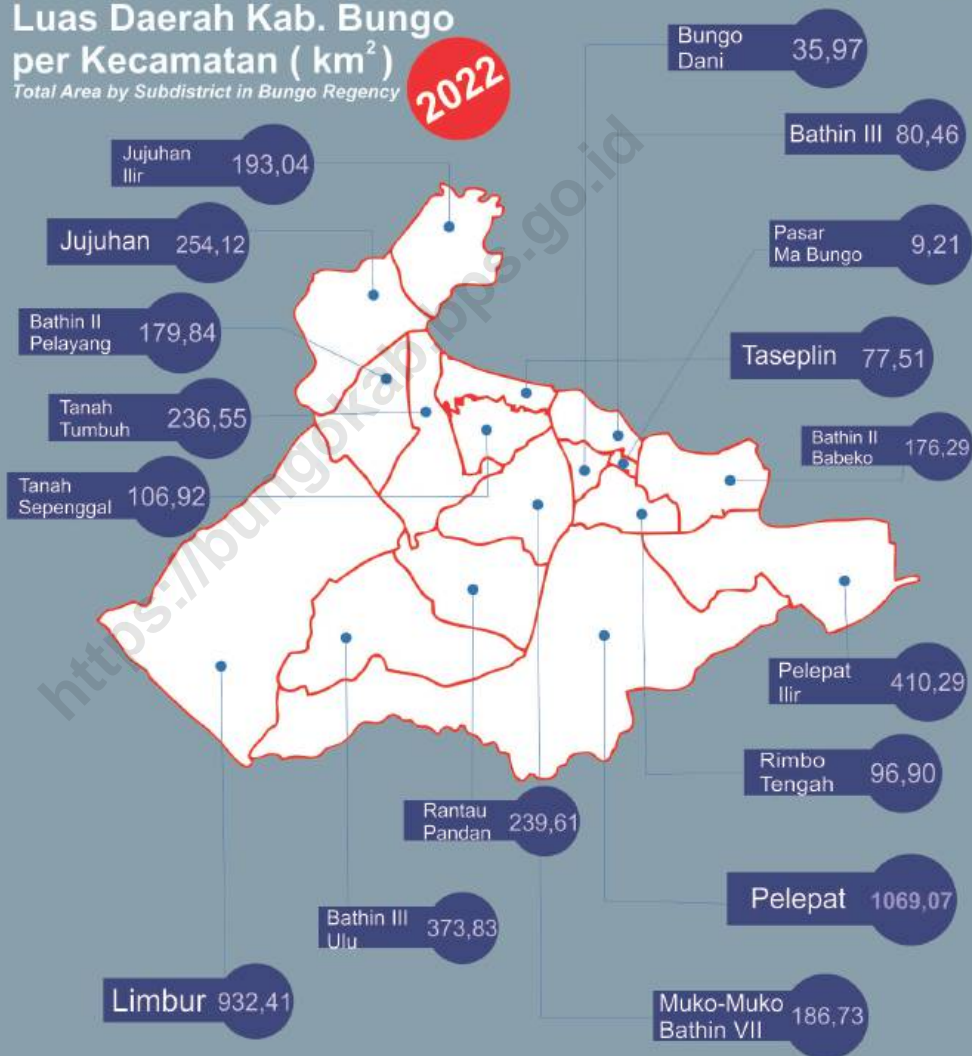 Luas Daerah Kab. Bungo
per Kecamatan ( km² )
Total Area by Subdistrict in Bungo Regency
2022
Bungo
Dani
35,97
Bathin III 80,46
Jujuhan
Ilir
193,04
Jujuhan 254,12
Pasar
Ma Bungo
9,21
Bathin II
Pelayang
179,84
Taseplin 77,51
Tanah
Tumbuh
236,55
Bathin II
Babeko
176,29
Tanah
Sepenggal
106,92
Pelepat
Ilir
410,29
Rimbo
Tengah
96,90
Rantau
Pandan
239,61
Pelepat 1069,07
Bathin III
Ulu
373,83
Limbur 932,41
Muko-Muko
Bathin VII
186,73
https://bungokab.bps.go.id